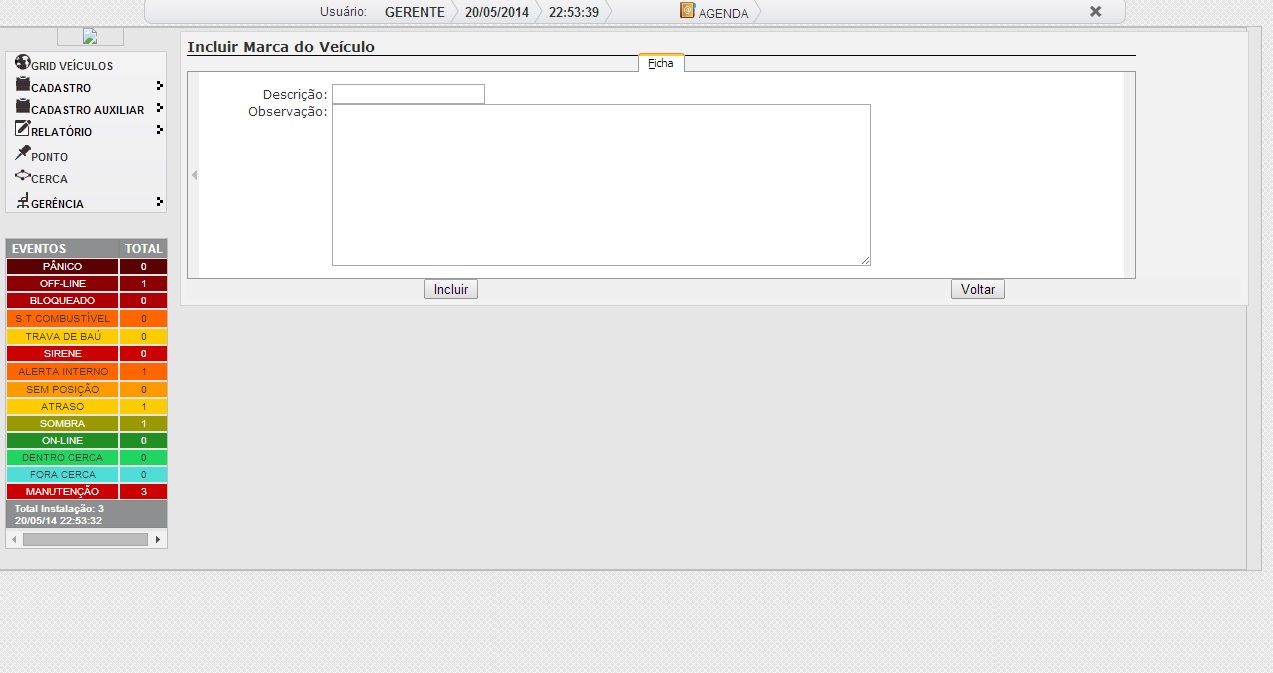 Usuário: GERENTE 20/05/2014 22:53:39 AGENDA
GRID VEÍCULOS
CADASTRO
CADASTRO AUXILIAR
RELATÓRIO
PONTO
CERCA
GERÊNCIA
EVENTOS TOTAL
PÂNICO 0
OFF-LINE 1
BLOQUEADO 0
S.T.COMBUSTÍVEL 0
TRAVA DE BAÚ 0
SIRENE 0
ALERTA INTERNO 1
SEM POSIÇÃO 0
ATRASO 1
SOMBRA 1
ON-LINE 0
DENTRO CERCA 0
FORA CERCA 0
MANUTENÇÃO 3
Total Instalação: 3
20/05/14 22:53:32
Incluir Marca do Veículo
Ficha
Descrição:
Observação:
Incluir Voltar